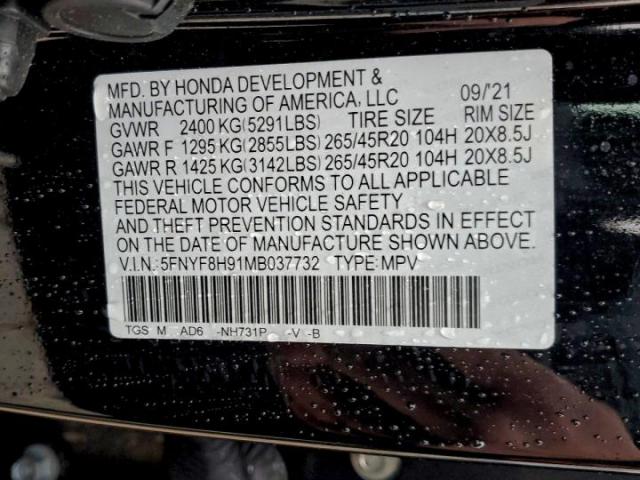 MFD. BY HONDA DEVELOPMENT &
MANUFACTURING OF AMERICA, LLC 09/'21
GVWR 2400 KG(5291LBS) TIRE SIZE RIM SIZE
GAWR F 1295 KG(2855LBS) 265/45R20 104H 20X8.5J
GAWR R 1425 KG(3142LBS) 265/45R20 104H 20X8.5J
THIS VEHICLE CONFORMS TO ALL APPLICABLE
FEDERAL MOTOR VEHICLE SAFETY
AND THEFT PREVENTION STANDARDS IN EFFECT
ON THE DATE OF MANUFACTURE SHOWN ABOVE.
V.I.N.: 5FNYF8H91MB037732 TYPE: MPV
TGS M AD6 -NH731P -V -B